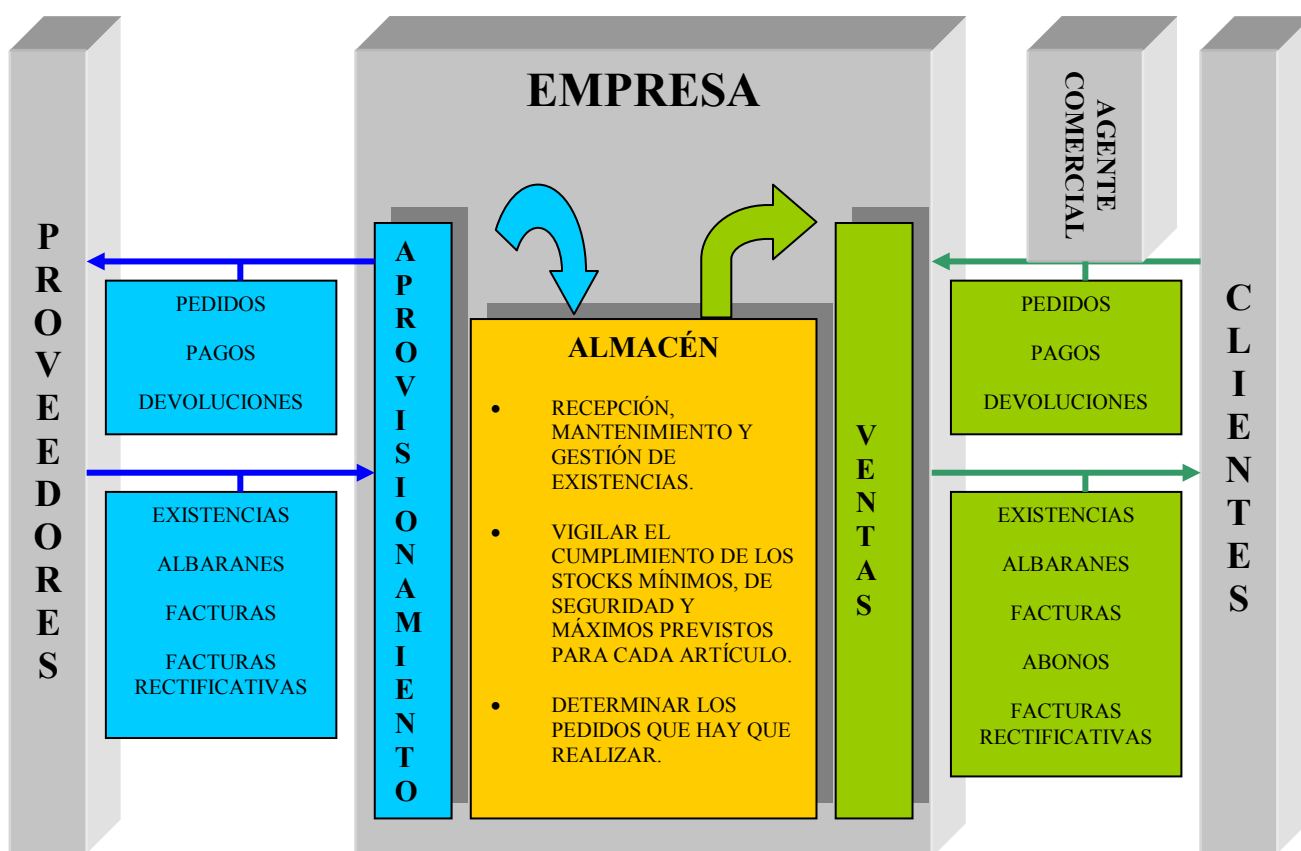 EMPRESA
AGENTE
COMERCIAL
PROVEEDORES
PEDIDOS
PAGOS
DEVOLUCIONES
EXISTENCIAS
ALBARANES
FACTURAS
FACTURAS
RECTIFICATIVAS
APROVISIONAMIENTO
ALMACÉN
• RECEPCIÓN,
MANTENIMIENTO Y
GESTIÓN DE
EXISTENCIAS.
• VIGILAR EL
CUMPLIMIENTO DE LOS
STOCKS MÍNIMOS, DE
SEGURIDAD Y
MÁXIMOS PREVISTOS
PARA CADA ARTÍCULO.
• DETERMINAR LOS
PEDIDOS QUE HAY QUE
REALIZAR.
VENTAS
PEDIDOS
PAGOS
DEVOLUCIONES
EXISTENCIAS
ALBARANES
FACTURAS
ABONOS
FACTURAS
RECTIFICATIVAS
CLIENTES